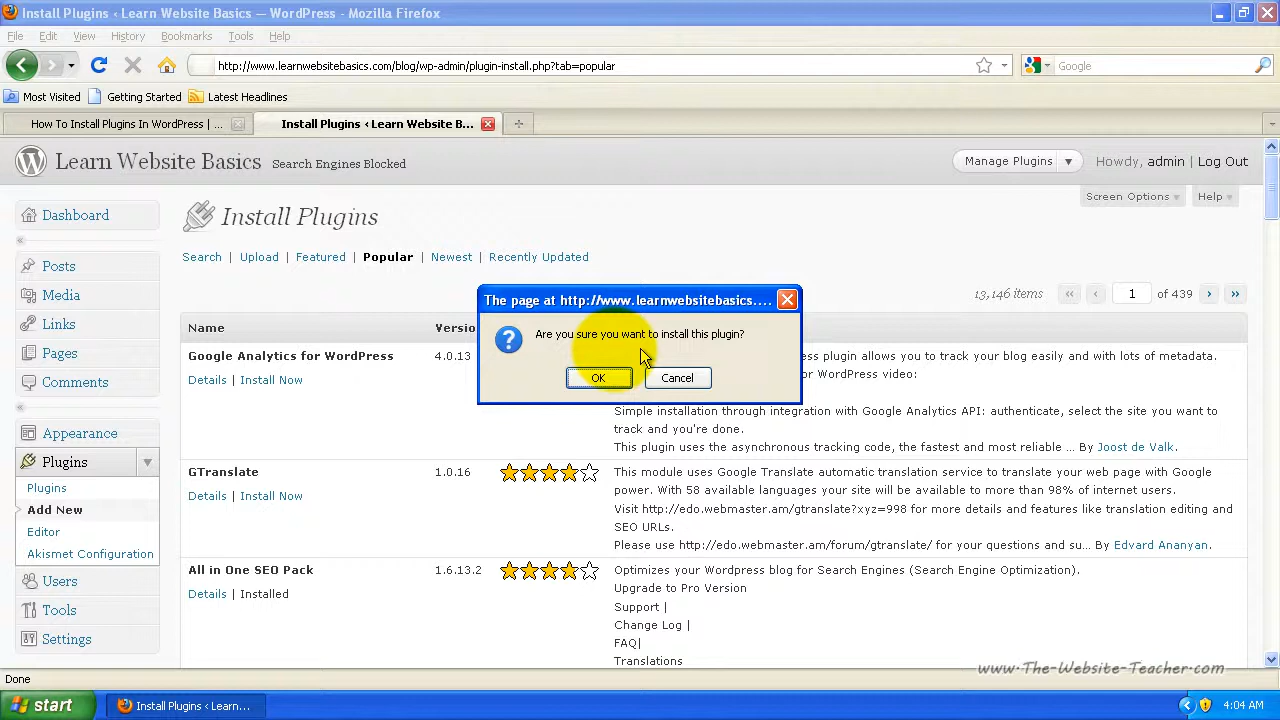 Install Plugins ‹ Learn Website Basics — WordPress - Mozilla Firefox
File Edit View History Bookmarks Tools Help
http://www.learnwebsitebasics.com/blog/wp-admin/plugin-install.php?tab=popular
Google
Most Visited Getting Started Latest Headlines
How To Install Plugins In WordPress | ...
Install Plugins ‹ Learn Website B...
Learn Website Basics Search Engines Blocked
Manage Plugins
Howdy, admin | Log Out
Screen Options Help
Dashboard
Posts
Media
Links
Pages
Comments
Appearance
Plugins
Plugins
Add New
Editor
Akismet Configuration
Users
Tools
Settings
Install Plugins
Search | Upload | Featured | Popular | Newest | Recently Updated
13,146 items « ‹ 1 of 439 › »
Name Versio
The page at http://www.learnwebsitebasics....
Are you sure you want to install this plugin?
OK Cancel
Google Analytics for WordPress 4.0.13
ess plugin allows you to track your blog easily and with lots of metadata.
Details | Install Now
or WordPress video:
Simple installation through integration with Google Analytics API: authenticate, select the site you want to
track and you're done.
This plugin uses the asynchronous tracking code, the fastest and most reliable ... By Joost de Valk.
GTranslate 1.0.16
Details | Install Now
This module uses Google Translate automatic translation service to translate your web page with Google
power. With 58 available languages your site will be available to more than 98% of internet users.
Visit http://edo.webmaster.am/gtranslate?xyz=998 for more details and features like translation editing and
SEO URLs.
Please use http://edo.webmaster.am/forum/gtranslate/ for your questions and su... By Edvard Ananyan.
All in One SEO Pack 1.6.13.2
Details | Installed
Optimizes your Wordpress blog for Search Engines (Search Engine Optimization).
Upgrade to Pro Version
Support |
Change Log |
FAQ|
Translations
www.The-Website-Teacher.com
Done
start
Install Plugins ‹ Learn...
4:04 AM